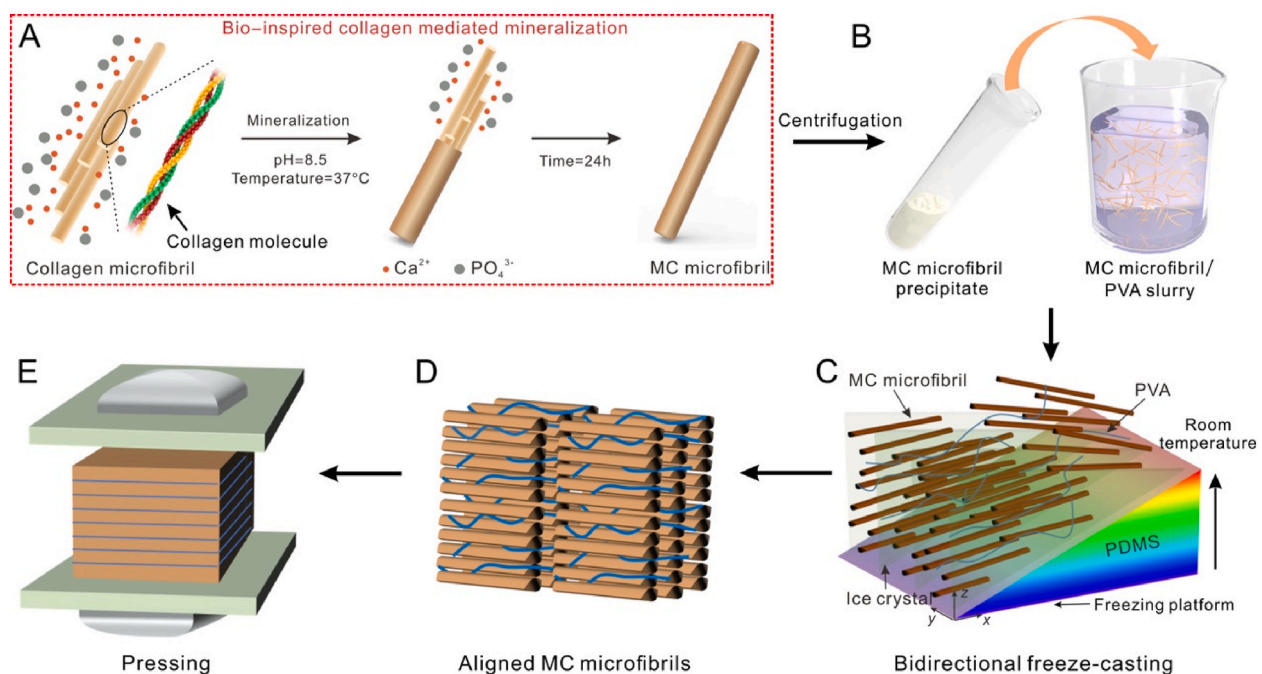 A
Bio-inspired collagen mediated mineralization
Mineralization
pH=8.5
Temperature=37°C
Time=24h
Collagen molecule
Collagen microfibril
Ca²⁺
PO₄³⁻
MC microfibril
Centrifugation
B
MC microfibril
precipitate
MC microfibril/
PVA slurry
C
MC microfibril
PVA
Room
temperature
PDMS
Ice crystal
z
y
x
Freezing platform
Bidirectional freeze-casting
D
Aligned MC microfibrils
E
Pressing